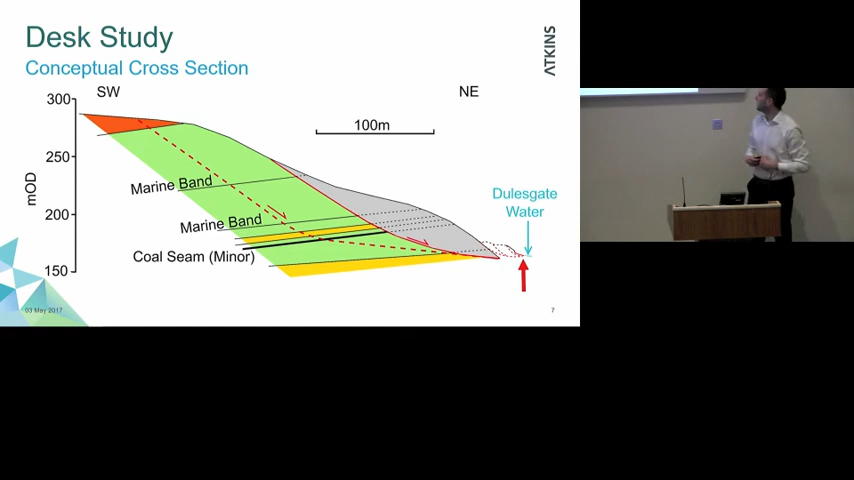 Desk Study
Conceptual Cross Section
ATKINS
SW
NE
300
250
200
150
mOD
100m
Marine Band
Marine Band
Coal Seam (Minor)
Dulesgate
Water
03 May 2017
7